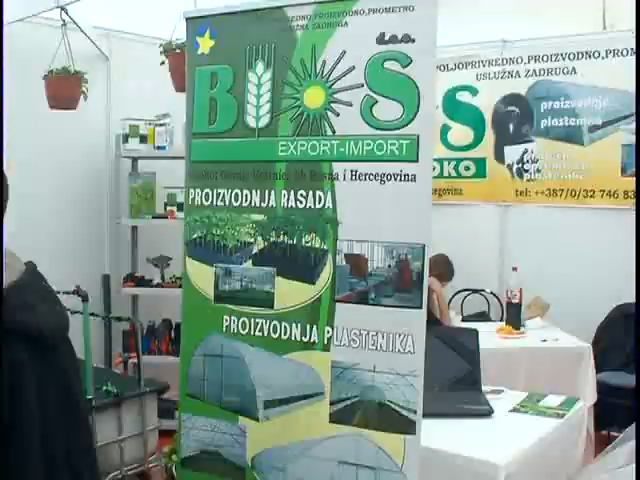 PROIZVODNO, PROMETNO
USLUŽNA ZADRUGA
d.o.o.
BIOS
EXPORT-IMPORT
Bosna i Hercegovina
PROIZVODNJA RASADA
PROIZVODNJA PLASTENIKA
POLJOPRIVREDNO, PROIZVODNO, PROM
USLUŽNA ZADRUGA
S
proizvodnja
plastenika
OKO
tel: ++387/0/32 746 83